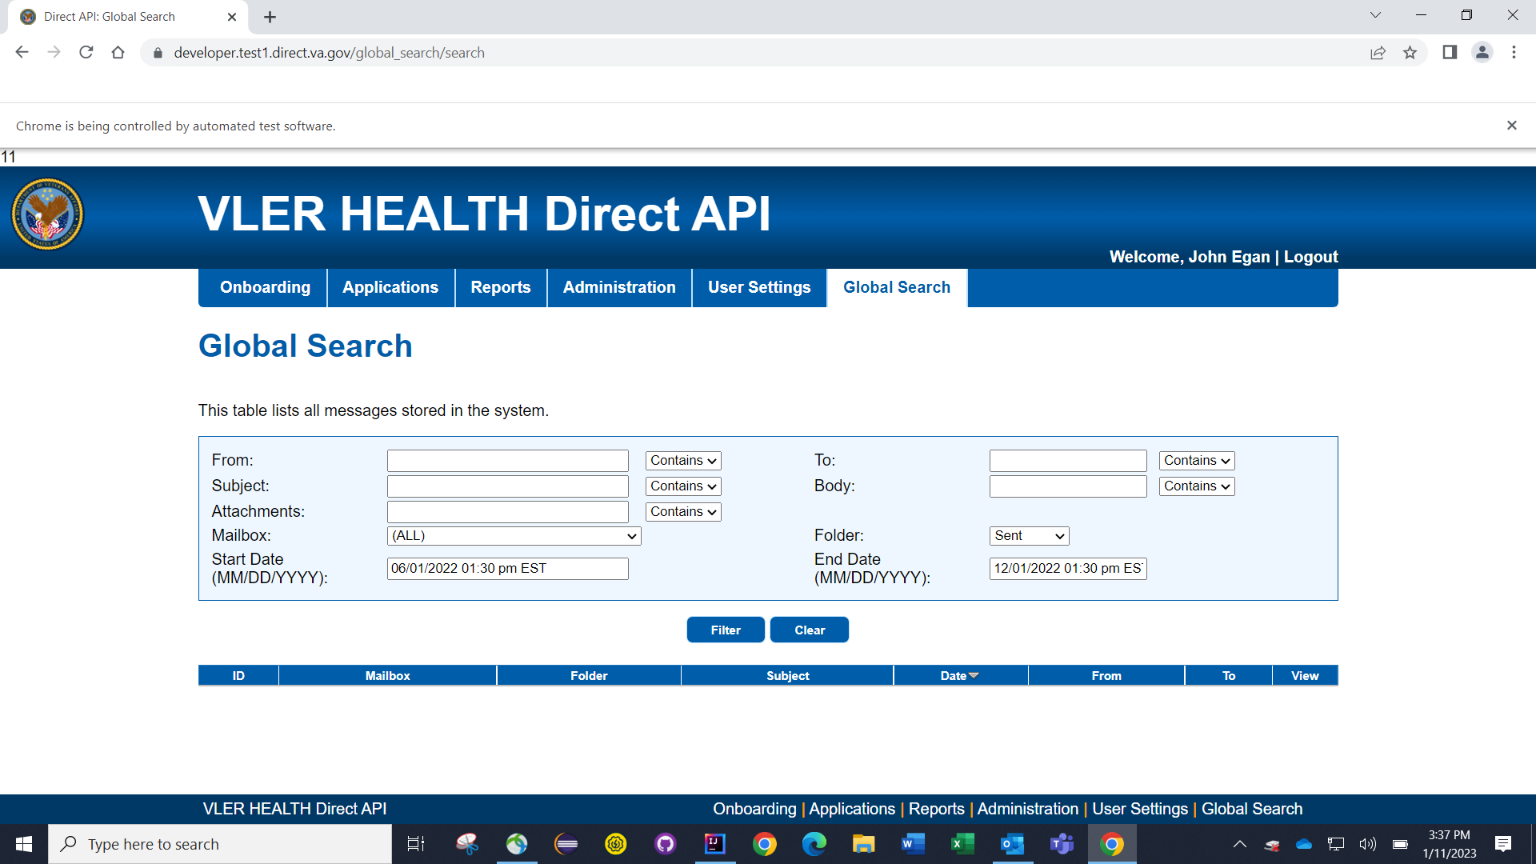 Direct API: Global Search
developer.test1.direct.va.gov/global_search/search
Chrome is being controlled by automated test software.
11
VLER HEALTH Direct API
Welcome, John Egan | Logout
Onboarding Applications Reports Administration User Settings Global Search
Global Search
This table lists all messages stored in the system.
From: Contains To: Contains
Subject: Contains Body: Contains
Attachments: Contains
Mailbox: (ALL) Folder: Sent
Start Date (MM/DD/YYYY): 06/01/2022 01:30 pm EST End Date (MM/DD/YYYY): 12/01/2022 01:30 pm ES
Filter Clear
ID Mailbox Folder Subject Date From To View
VLER HEALTH Direct API Onboarding | Applications | Reports | Administration | User Settings | Global Search
Type here to search
3:37 PM
1/11/2023